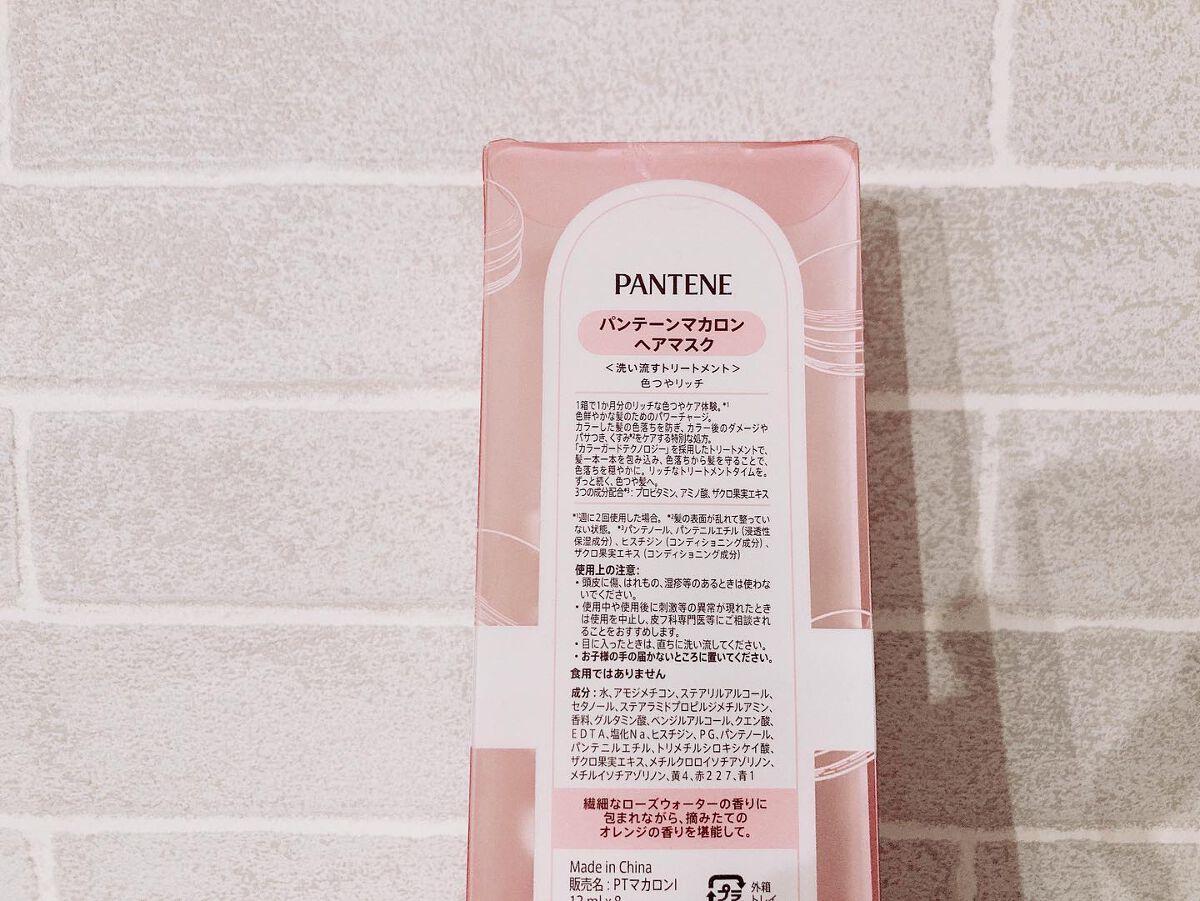 PANTENE
パンテーンマカロン
ヘアマスク
＜洗い流すトリートメント＞
色つやリッチ
1箱で1か月分のリッチな色つやケア体験。*1
色鮮やかな髪のためのパワーチャージ。
カラーした髪の色落ちを防ぎ、カラー後のダメージや
パサつき、くすみ*2をケアする特別な処方。
「カラーガードテクノロジー」を採用したトリートメントで、
髪一本一本を包み込み、色落ちから髪を守ることで、
色落ちを穏やかに。リッチなトリートメントタイムを。
ずっと続く、色つや髪へ。
3つの成分配合*3：プロビタミン、アミノ酸、ザクロ果実エキス
*1週に2回使用した場合。*2髪の表面が乱れて整ってい
ない状態。*3パンテノール、パンテニルエチル（浸透性
保湿成分）、ヒスチジン（コンディショニング成分）、
ザクロ果実エキス（コンディショニング成分）
使用上の注意：
・頭皮に傷、はれもの、湿疹等のあるときは使わな
いでください。
・使用中や使用後に刺激等の異常が現れたとき
は使用を中止し、皮フ科専門医等にご相談され
ることをおすすめします。
・目に入ったときは、直ちに洗い流してください。
・お子様の手の届かないところに置いてください。
食用ではありません
成分：水、アモジメチコン、ステアリルアルコール、
セタノール、ステアラミドプロピルジメチルアミン、
香料、グルタミン酸、ベンジルアルコール、クエン酸、
EDTA、塩化Na、ヒスチジン、PG、パンテノール、
パンテニルエチル、トリメチルシロキシケイ酸、
ザクロ果実エキス、メチルクロロイソチアゾリノン、
メチルイソチアゾリノン、黄4、赤227、青1
繊細なローズウォーターの香りに
包まれながら、摘みたての
オレンジの香りを堪能して。
Made in China
販売名：PTマカロンI
プラ
外箱
トレイ
12 ml x 8